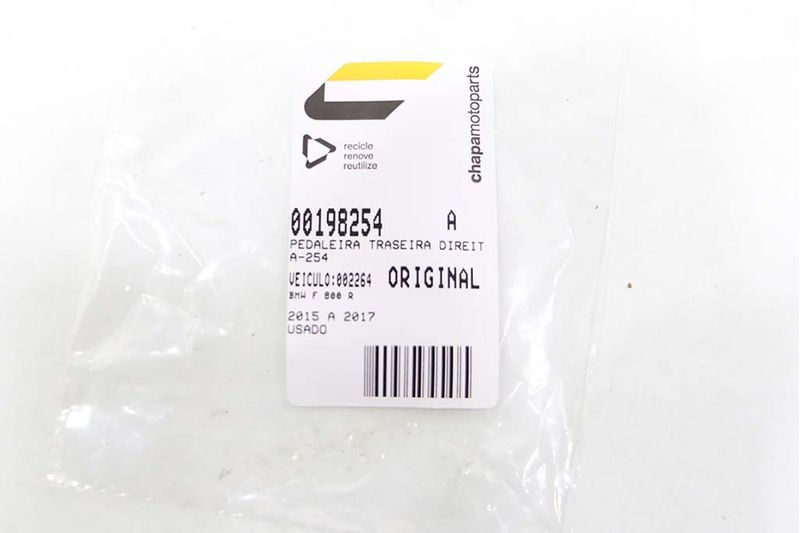 chapamotoparts
recicle
renove
reutilize
00198254 A
PEDALEIRA TRASEIRA DIREIT
A-254
VEICULO:002264 ORIGINAL
BMW F 800 R
2015 A 2017
USADO